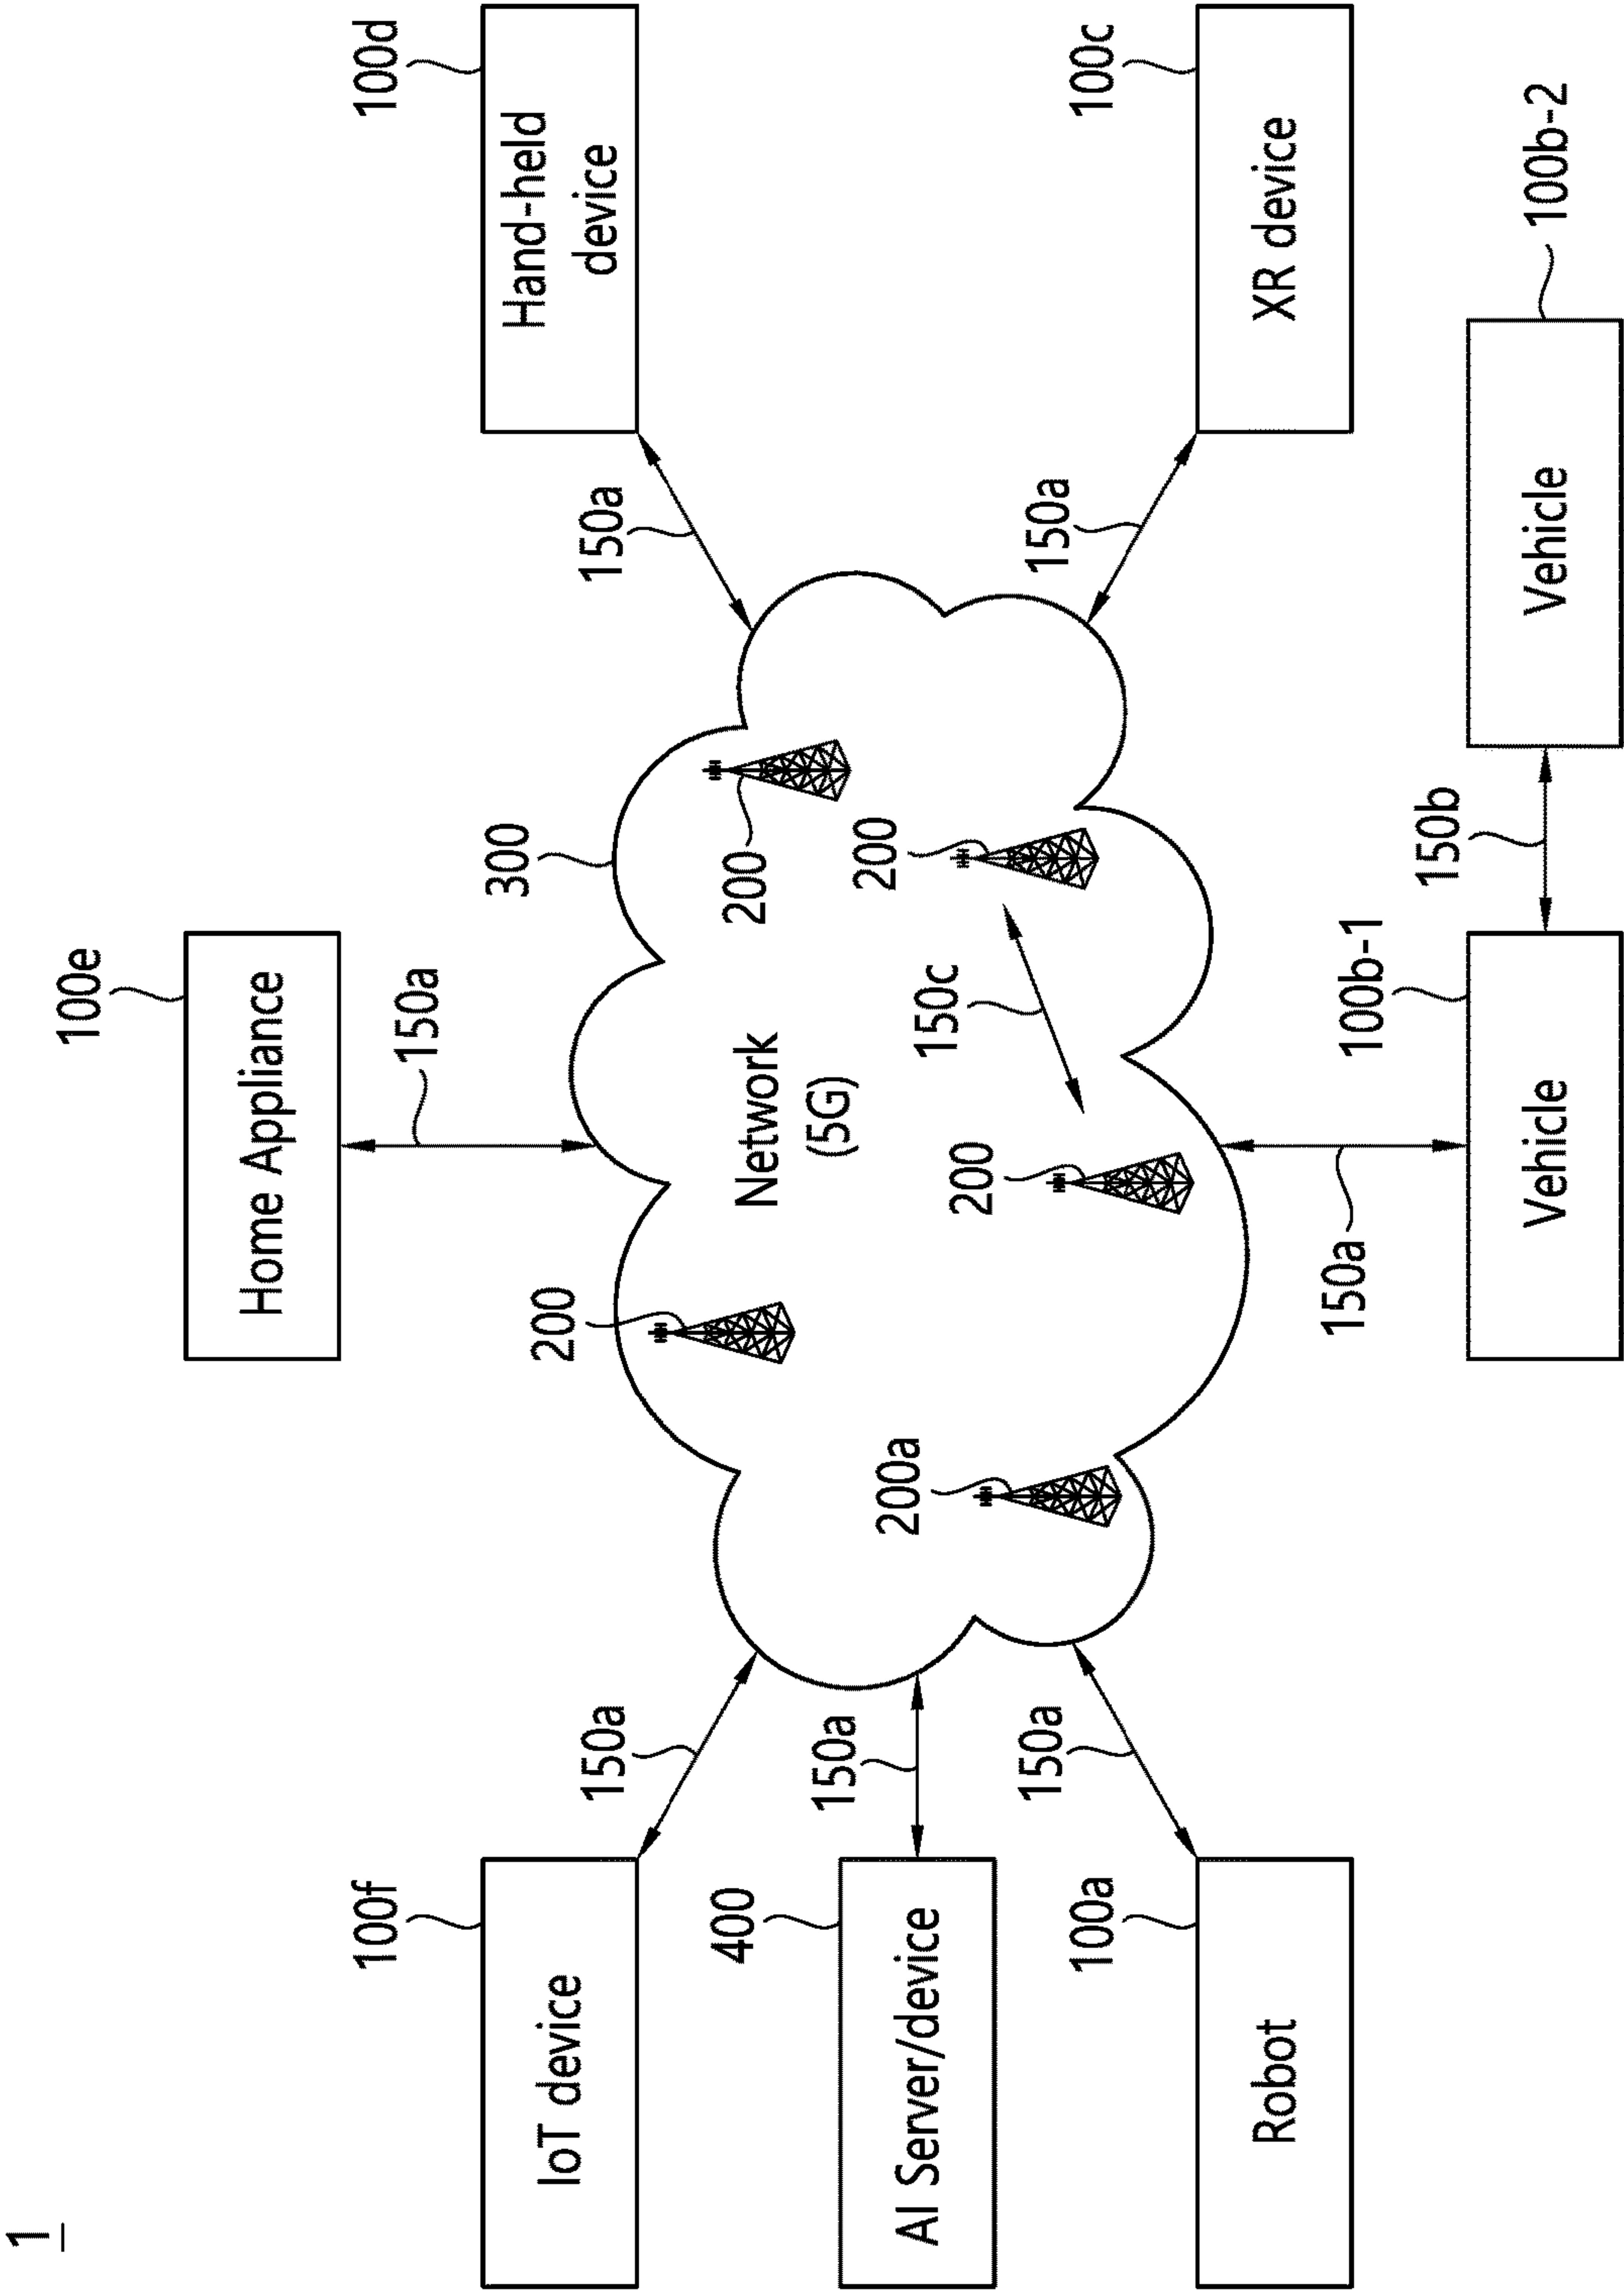 1
100e
Home Appliance
150a
100f
IoT device
150a
300
150a
100d
Hand-held
device
200
200
Network
(5G)
400
AI Server/device
150a
200a
200
150c
200
100a
Robot
150a
150a
100c
XR device
150a
100b-1
Vehicle
150b
Vehicle
100b-2